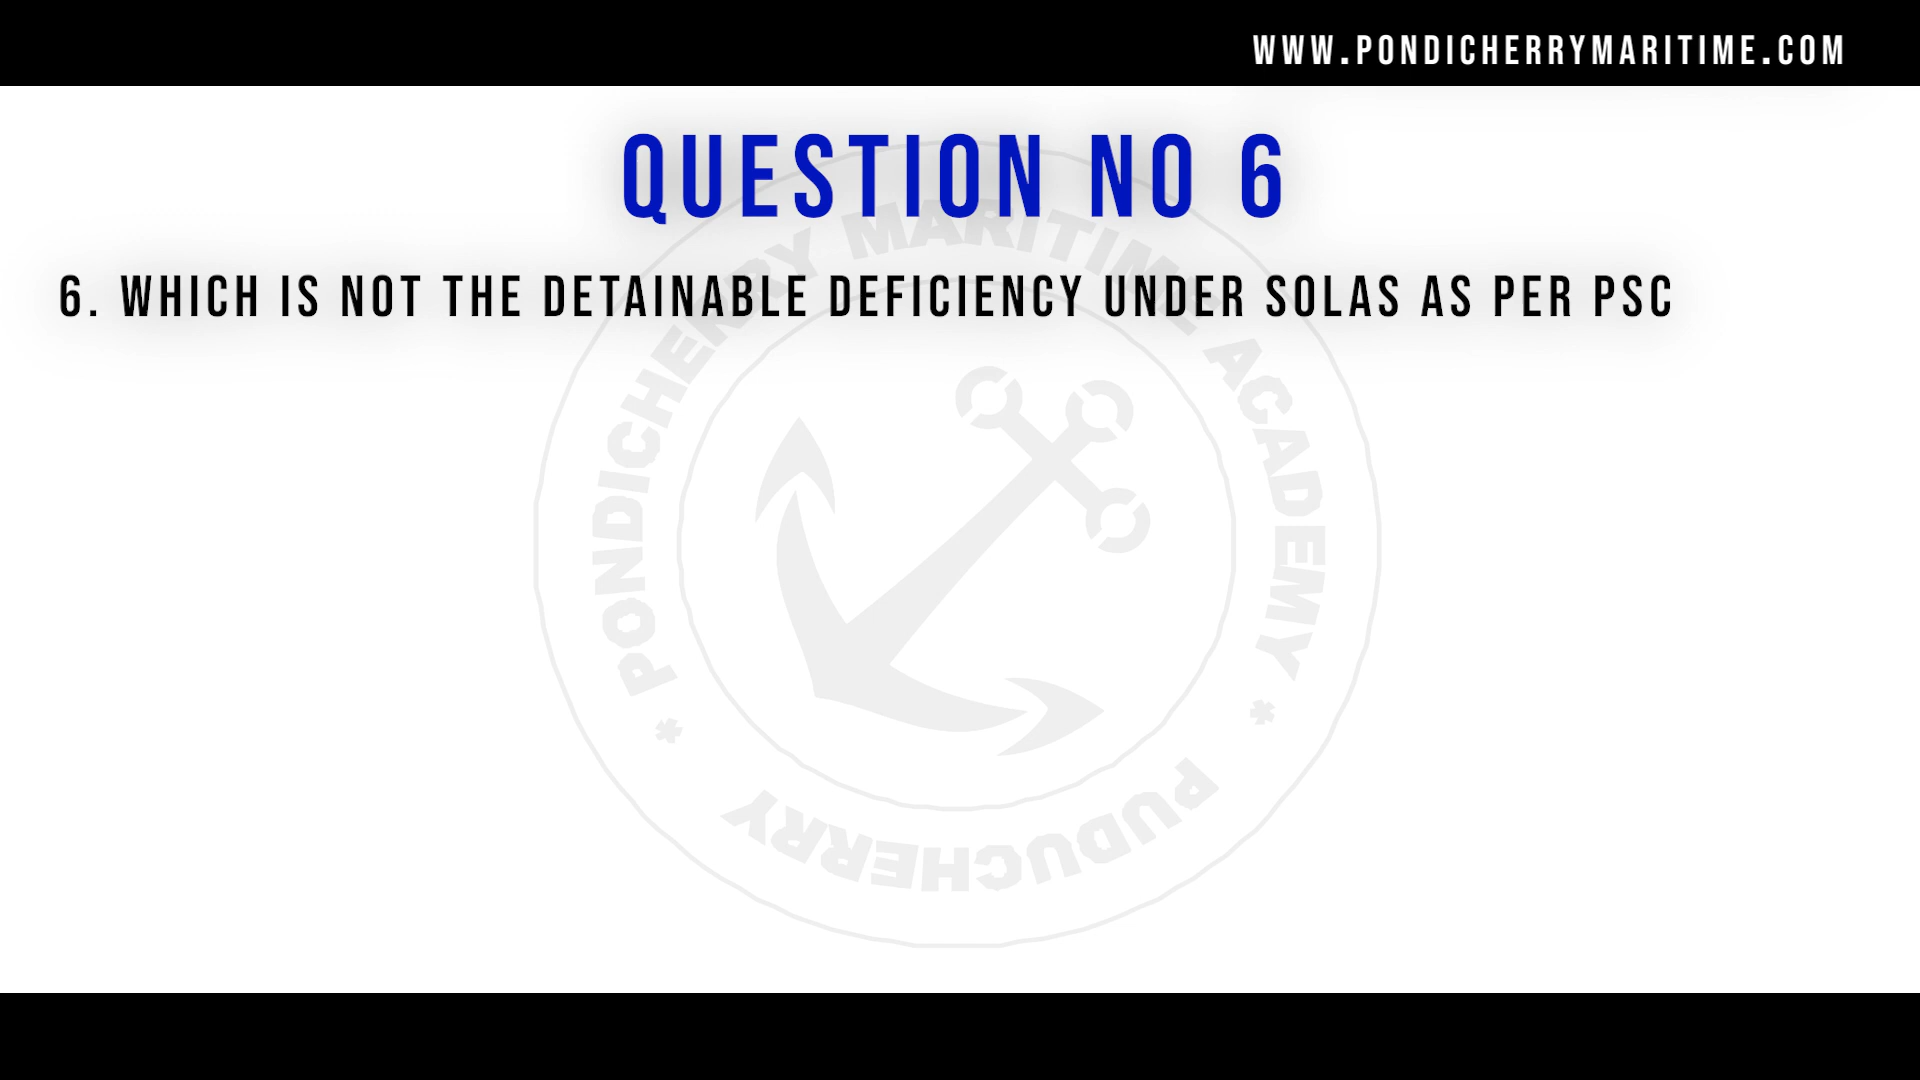 WWW.PONDICHERRYMARITIME.COM
QUESTION NO 6
6. WHICH IS NOT THE DETAINABLE DEFICIENCY UNDER SOLAS AS PER PSC
PONDICHERRY MARITIME ACADEMY
* PUDUCHERRY *